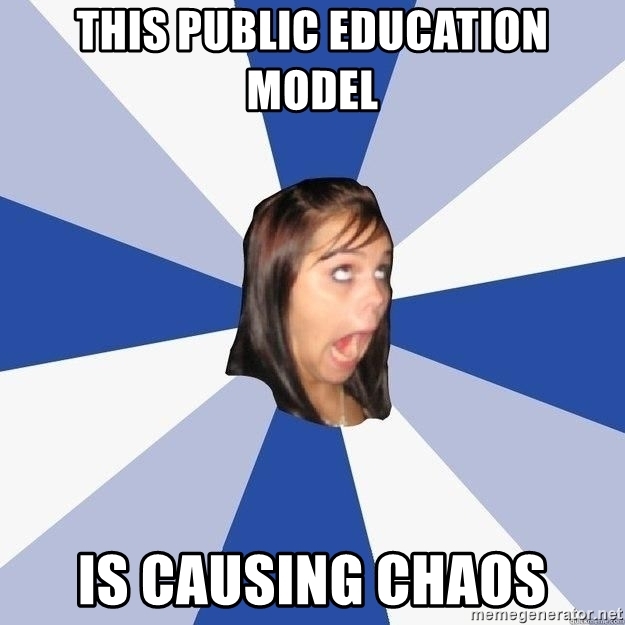 THIS PUBLIC EDUCATION
MODEL
IS CAUSING CHAOS
memegenerator.net